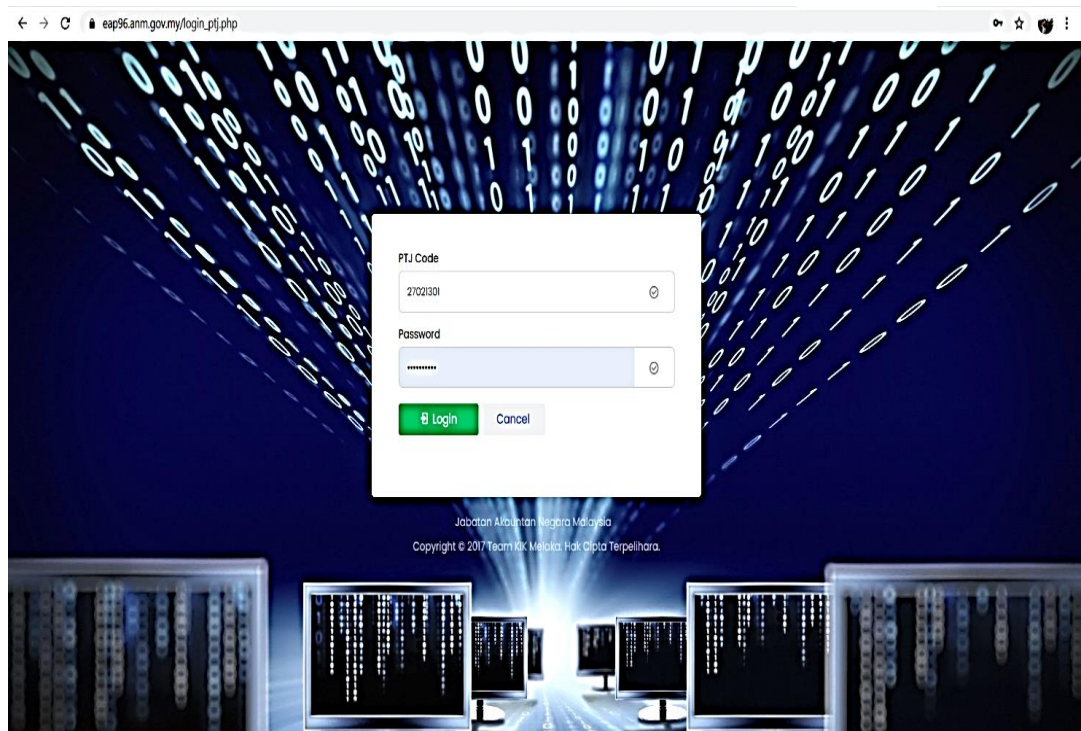 eap96.anm.gov.my/login_ptj.php
PTJ Code
27021301
Password
••••••••••
Login
Cancel
Jabatan Akauntan Negara Malaysia
Copyright © 2017 Team KIK Melaka. Hak Cipta Terpelihara.